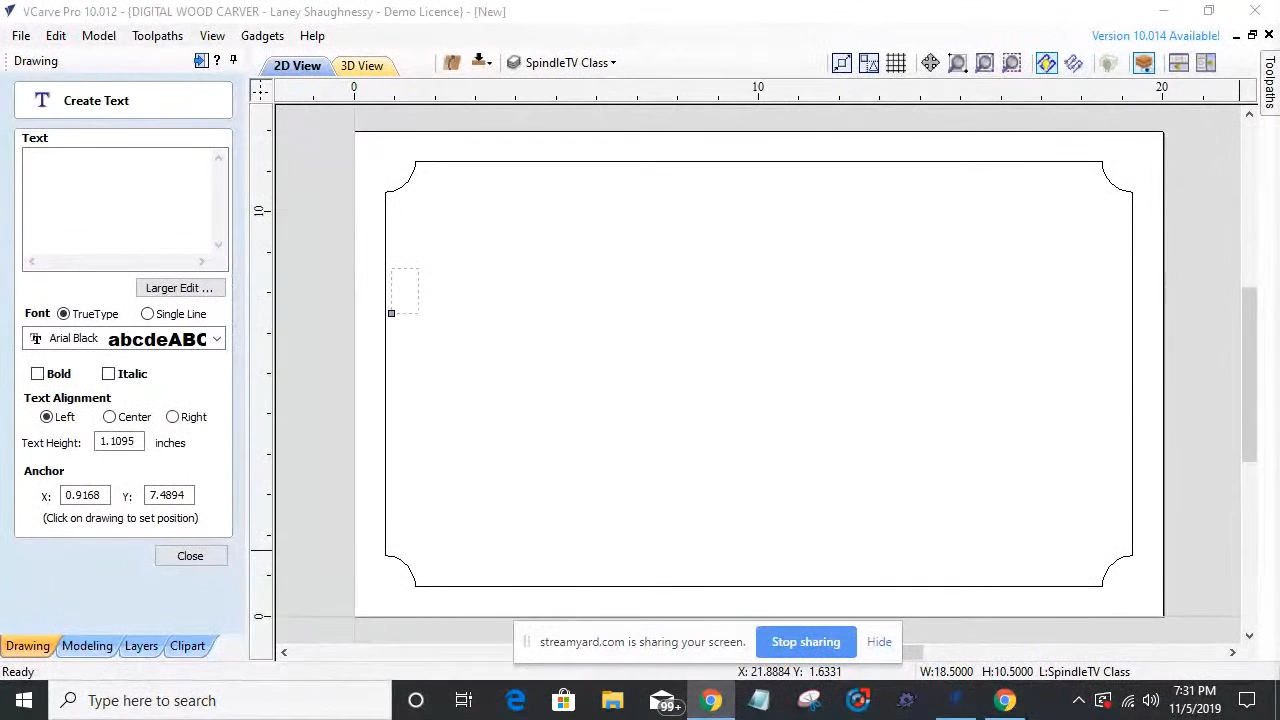 VCarve Pro 10.012 - {DIGITAL WOOD CARVER - Laney Shaughnessy - Demo Licence} - [New]
File Edit Model Toolpaths View Gadgets Help
Version 10.014 Available!
Drawing
?
2D View
3D View
SpindleTV Class
Toolpaths
0 10 20
T Create Text
Text
Larger Edit ...
Font TrueType Single Line
Arial Black abcdeABC
Bold Italic
Text Alignment
Left Center Right
Text Height: 1.1095 inches
Anchor
X: 0.9168 Y: 7.4894
(Click on drawing to set position)
Close
10
0
Drawing Modeling Layers Clipart
streamyard.com is sharing your screen. Stop sharing Hide
Ready
X: 21.8884 Y: 1.6331
W:18.5000 H:10.5000 L:SpindleTV Class
Type here to search
99+
7:31 PM
11/5/2019